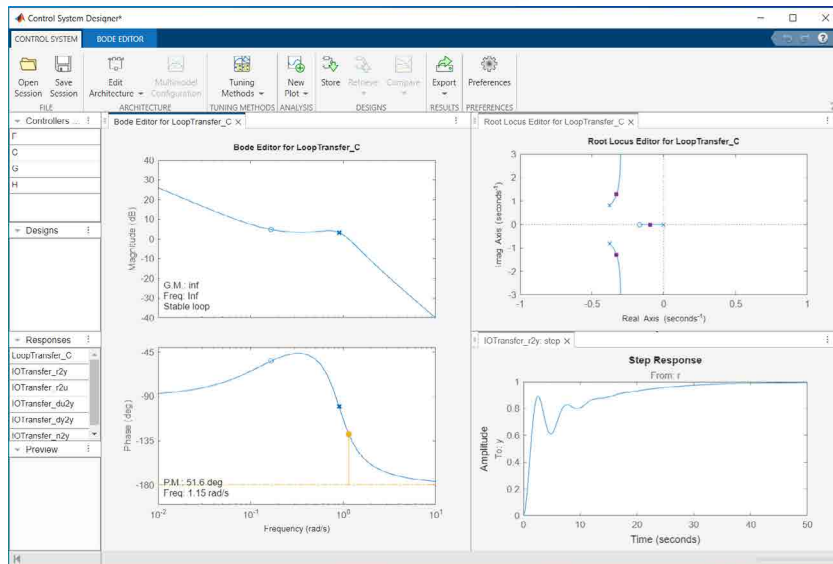 Control System Designer*
CONTROL SYSTEM
BODE EDITOR
Open Session
Save Session
Edit Architecture
Multimodel Configuration
Tuning Methods
New Plot
Store
Retrieve
Compare
Export
Preferences
FILE
ARCHITECTURE
TUNING METHODS
ANALYSIS
DESIGNS
RESULTS
PREFERENCES
Controllers ...
F
C
G
H
Designs
Responses
LoopTransfer_C
IOTransfer_r2y
IOTransfer_r2u
IOTransfer_du2y
IOTransfer_dy2y
IOTransfer_n2y
Preview
Bode Editor for LoopTransfer_C
Bode Editor for LoopTransfer_C
Magnitude (dB)
40
30
20
10
0
-10
-20
-30
-40
G.M.: inf
Freq: Inf
Stable loop
Phase (deg)
-45
-90
-135
-180
P.M.: 51.6 deg
Freq: 1.15 rad/s
10-2
10-1
100
101
Frequency (rad/s)
Root Locus Editor for LoopTransfer_C
Root Locus Editor for LoopTransfer_C
Imag Axis (seconds-1)
3
2
1
0
-1
-2
-3
-1
-0.5
0
0.5
1
Real Axis (seconds-1)
IOTransfer_r2y: step
Step Response
From: r
Amplitude
To: y
1
0.8
0.6
0.4
0.2
0
0
10
20
30
40
50
Time (seconds)